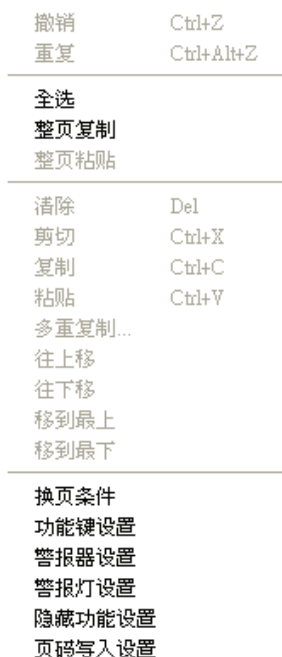 撤销 Ctrl+Z
重复 Ctrl+Alt+Z
全选
整页复制
整页粘贴
清除 Del
剪切 Ctrl+X
复制 Ctrl+C
粘贴 Ctrl+V
多重复制...
往上移
往下移
移到最上
移到最下
换页条件
功能键设置
警报器设置
警报灯设置
隐藏功能设置
页码写入设置